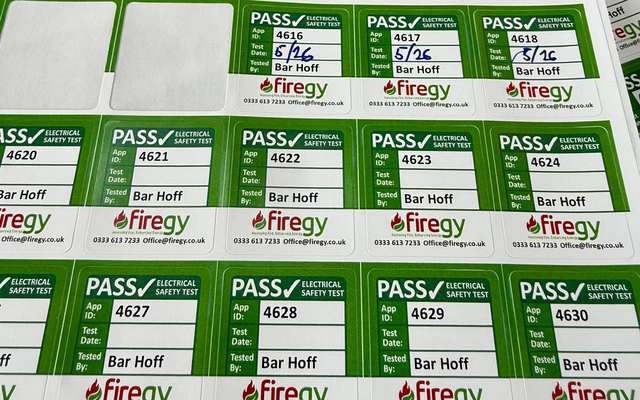 PASS✓ ELECTRICAL SAFETY TEST
App ID: 4616
Test Date: 5/26
Tested By: Bar Hoff
firegy
0333 613 7233 Office@firegy.co.uk
PASS✓ ELECTRICAL SAFETY TEST
App ID: 4617
Test Date: 5/26
Tested By: Bar Hoff
firegy
0333 613 7233 Office@firegy.co.uk
PASS✓ ELECTRICAL SAFETY TEST
App ID: 4618
Test Date: 5/26
Tested By: Bar Hoff
firegy
0333 613 7233 Office@firegy.co.uk
ELECTRICAL SAFETY TEST
4620
Bar Hoff
firegy
Office@firegy.co.uk
PASS✓ ELECTRICAL SAFETY TEST
App ID: 4621
Test Date:
Tested By: Bar Hoff
firegy
0333 613 7233 Office@firegy.co.uk
PASS✓ ELECTRICAL SAFETY TEST
App ID: 4622
Test Date:
Tested By: Bar Hoff
firegy
0333 613 7233 Office@firegy.co.uk
PASS✓ ELECTRICAL SAFETY TEST
App ID: 4623
Test Date:
Tested By: Bar Hoff
firegy
0333 613 7233 Office@firegy.co.uk
PASS✓ ELECTRICAL SAFETY TEST
App ID: 4624
Test Date:
Tested By: Bar Hoff
firegy
0333 613 7233 Office@firegy.co.uk
ELECTRICAL SAFETY TEST
PASS✓ ELECTRICAL SAFETY TEST
App ID: 4627
Test Date:
Tested By: Bar Hoff
firegy
PASS✓ ELECTRICAL SAFETY TEST
App ID: 4628
Test Date:
Tested By: Bar Hoff
firegy
PASS✓ ELECTRICAL SAFETY TEST
App ID: 4629
Test Date:
Tested By: Bar Hoff
firegy
PASS✓ ELECTRICAL SAFETY TEST
App ID: 4630
Test Date:
Tested By: Bar Hoff
firegy